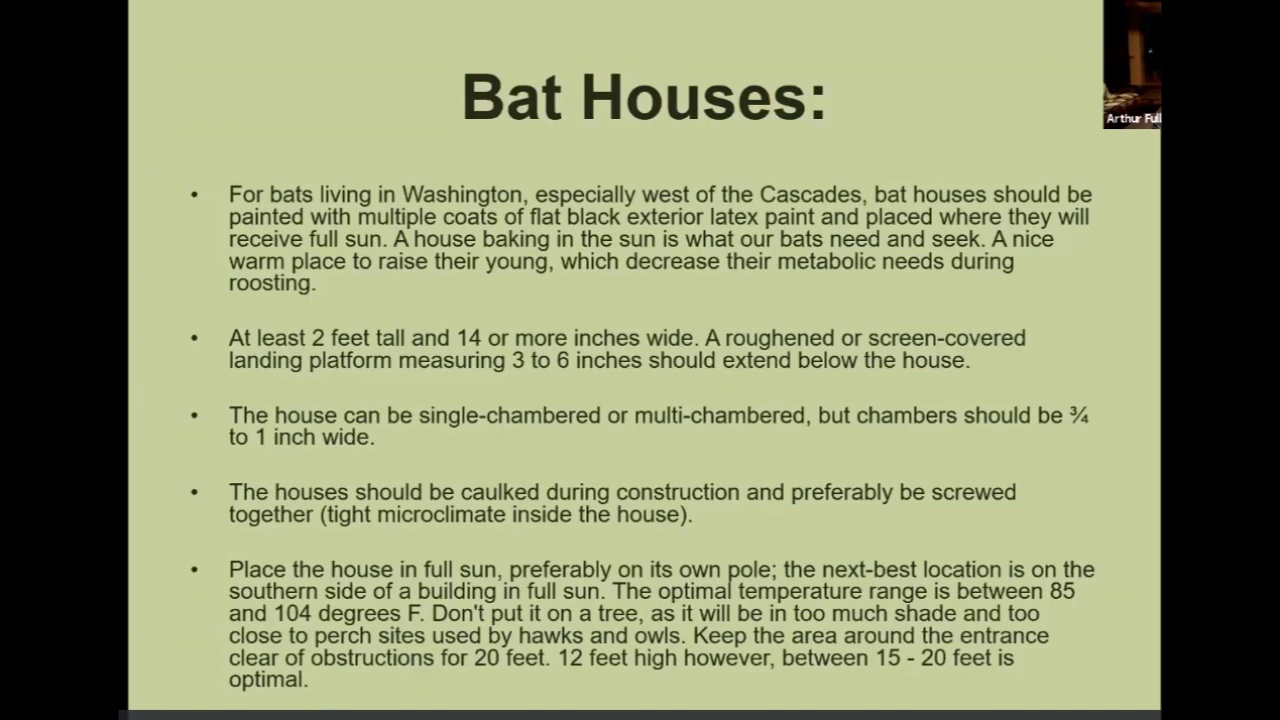 Bat Houses:
Arthur Full
• For bats living in Washington, especially west of the Cascades, bat houses should be
painted with multiple coats of flat black exterior latex paint and placed where they will
receive full sun. A house baking in the sun is what our bats need and seek. A nice
warm place to raise their young, which decrease their metabolic needs during
roosting.
• At least 2 feet tall and 14 or more inches wide. A roughened or screen-covered
landing platform measuring 3 to 6 inches should extend below the house.
• The house can be single-chambered or multi-chambered, but chambers should be ¾
to 1 inch wide.
• The houses should be caulked during construction and preferably be screwed
together (tight microclimate inside the house).
• Place the house in full sun, preferably on its own pole; the next-best location is on the
southern side of a building in full sun. The optimal temperature range is between 85
and 104 degrees F. Don't put it on a tree, as it will be in too much shade and too
close to perch sites used by hawks and owls. Keep the area around the entrance
clear of obstructions for 20 feet. 12 feet high however, between 15 - 20 feet is
optimal.